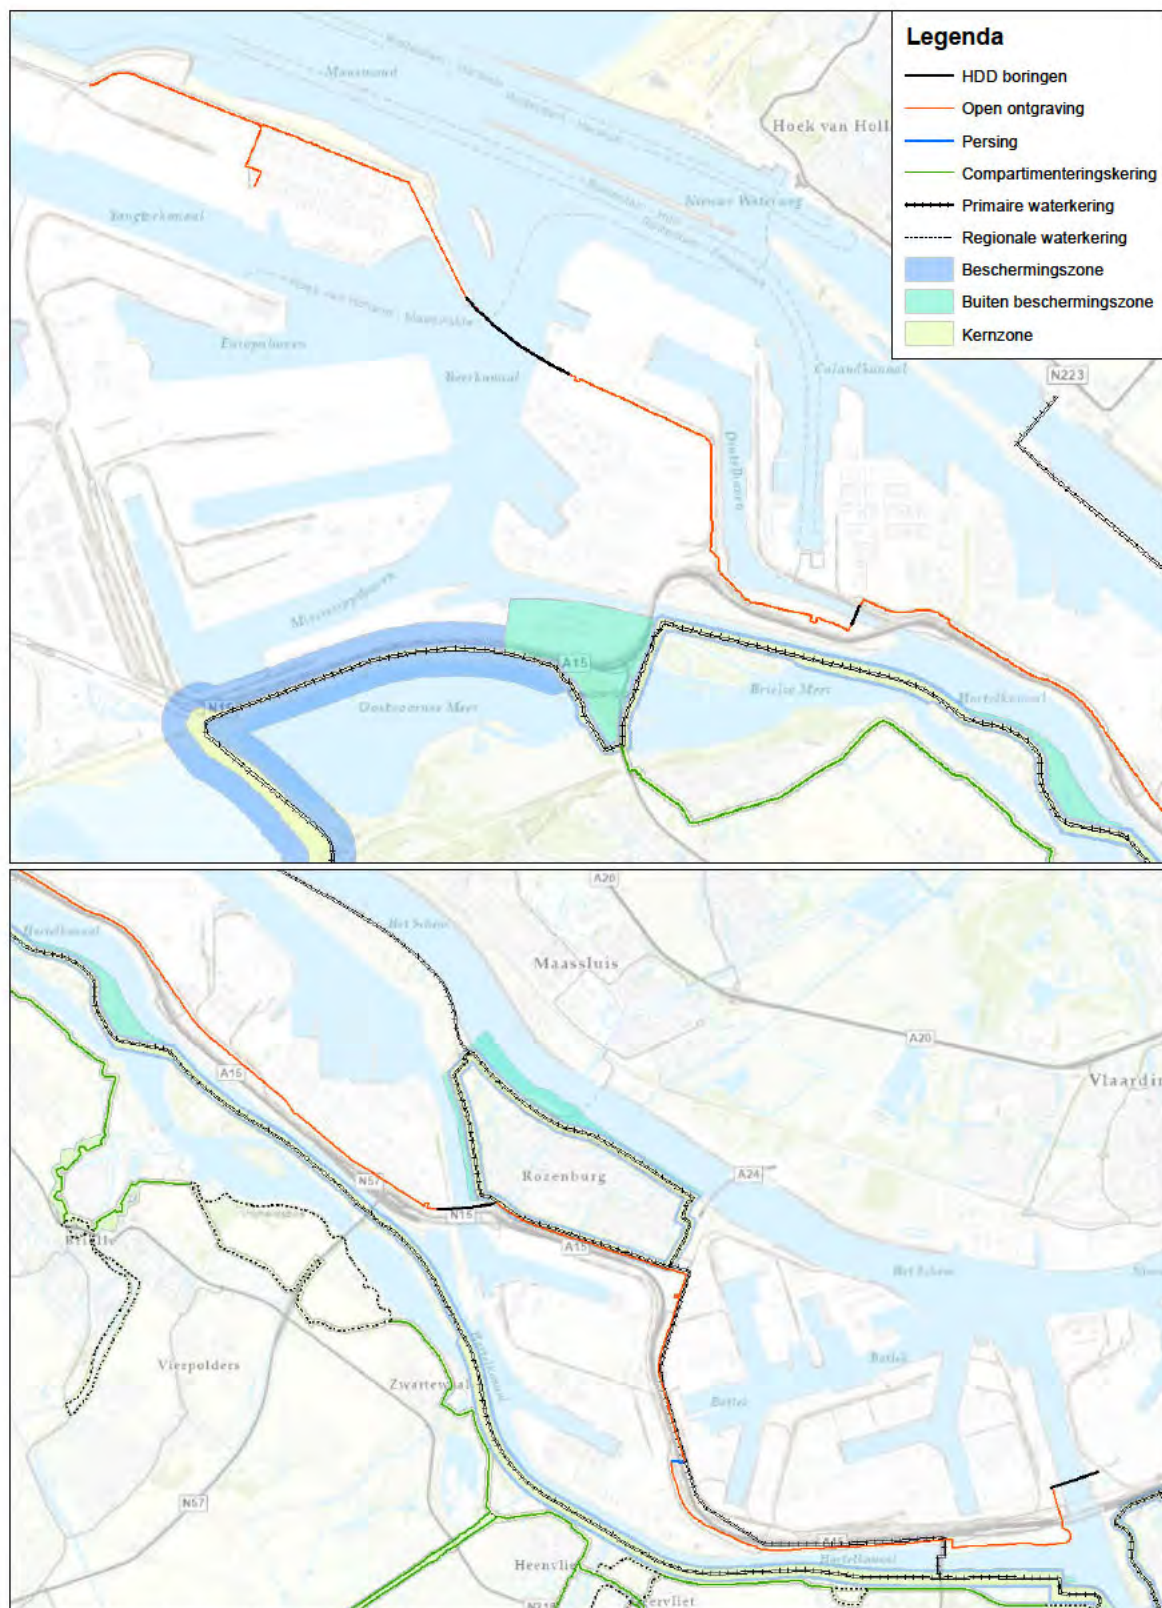 Legenda
HDD boringen
Open ontgraving
Persing
Compartimenteringskering
Primaire waterkering
Regionale waterkering
Beschermingszone
Buiten beschermingszone
Kernzone
Maasmond
Hoek van Holl
Nieuwe Waterweg
Yangtzekanaal
Europahaven
Beerkanaal
Calandkanaal
N223
Dintelhaven
Mississippihaven
A15
N15
Oostvoornse Meer
Brielse Meer
Hartelkanaal
A20
Het Scheur
Hartelkanaal
Maassluis
A20
Vlaardin
A15
Rozenburg
A24
N57
N15
A15
Brielle
Het Scheur
Vierpolders
Zwartewaal
Hartelkanaal
Botlek
Botlek
N57
A15
Hartelkanaal
Heenvliet
N218
ervliet